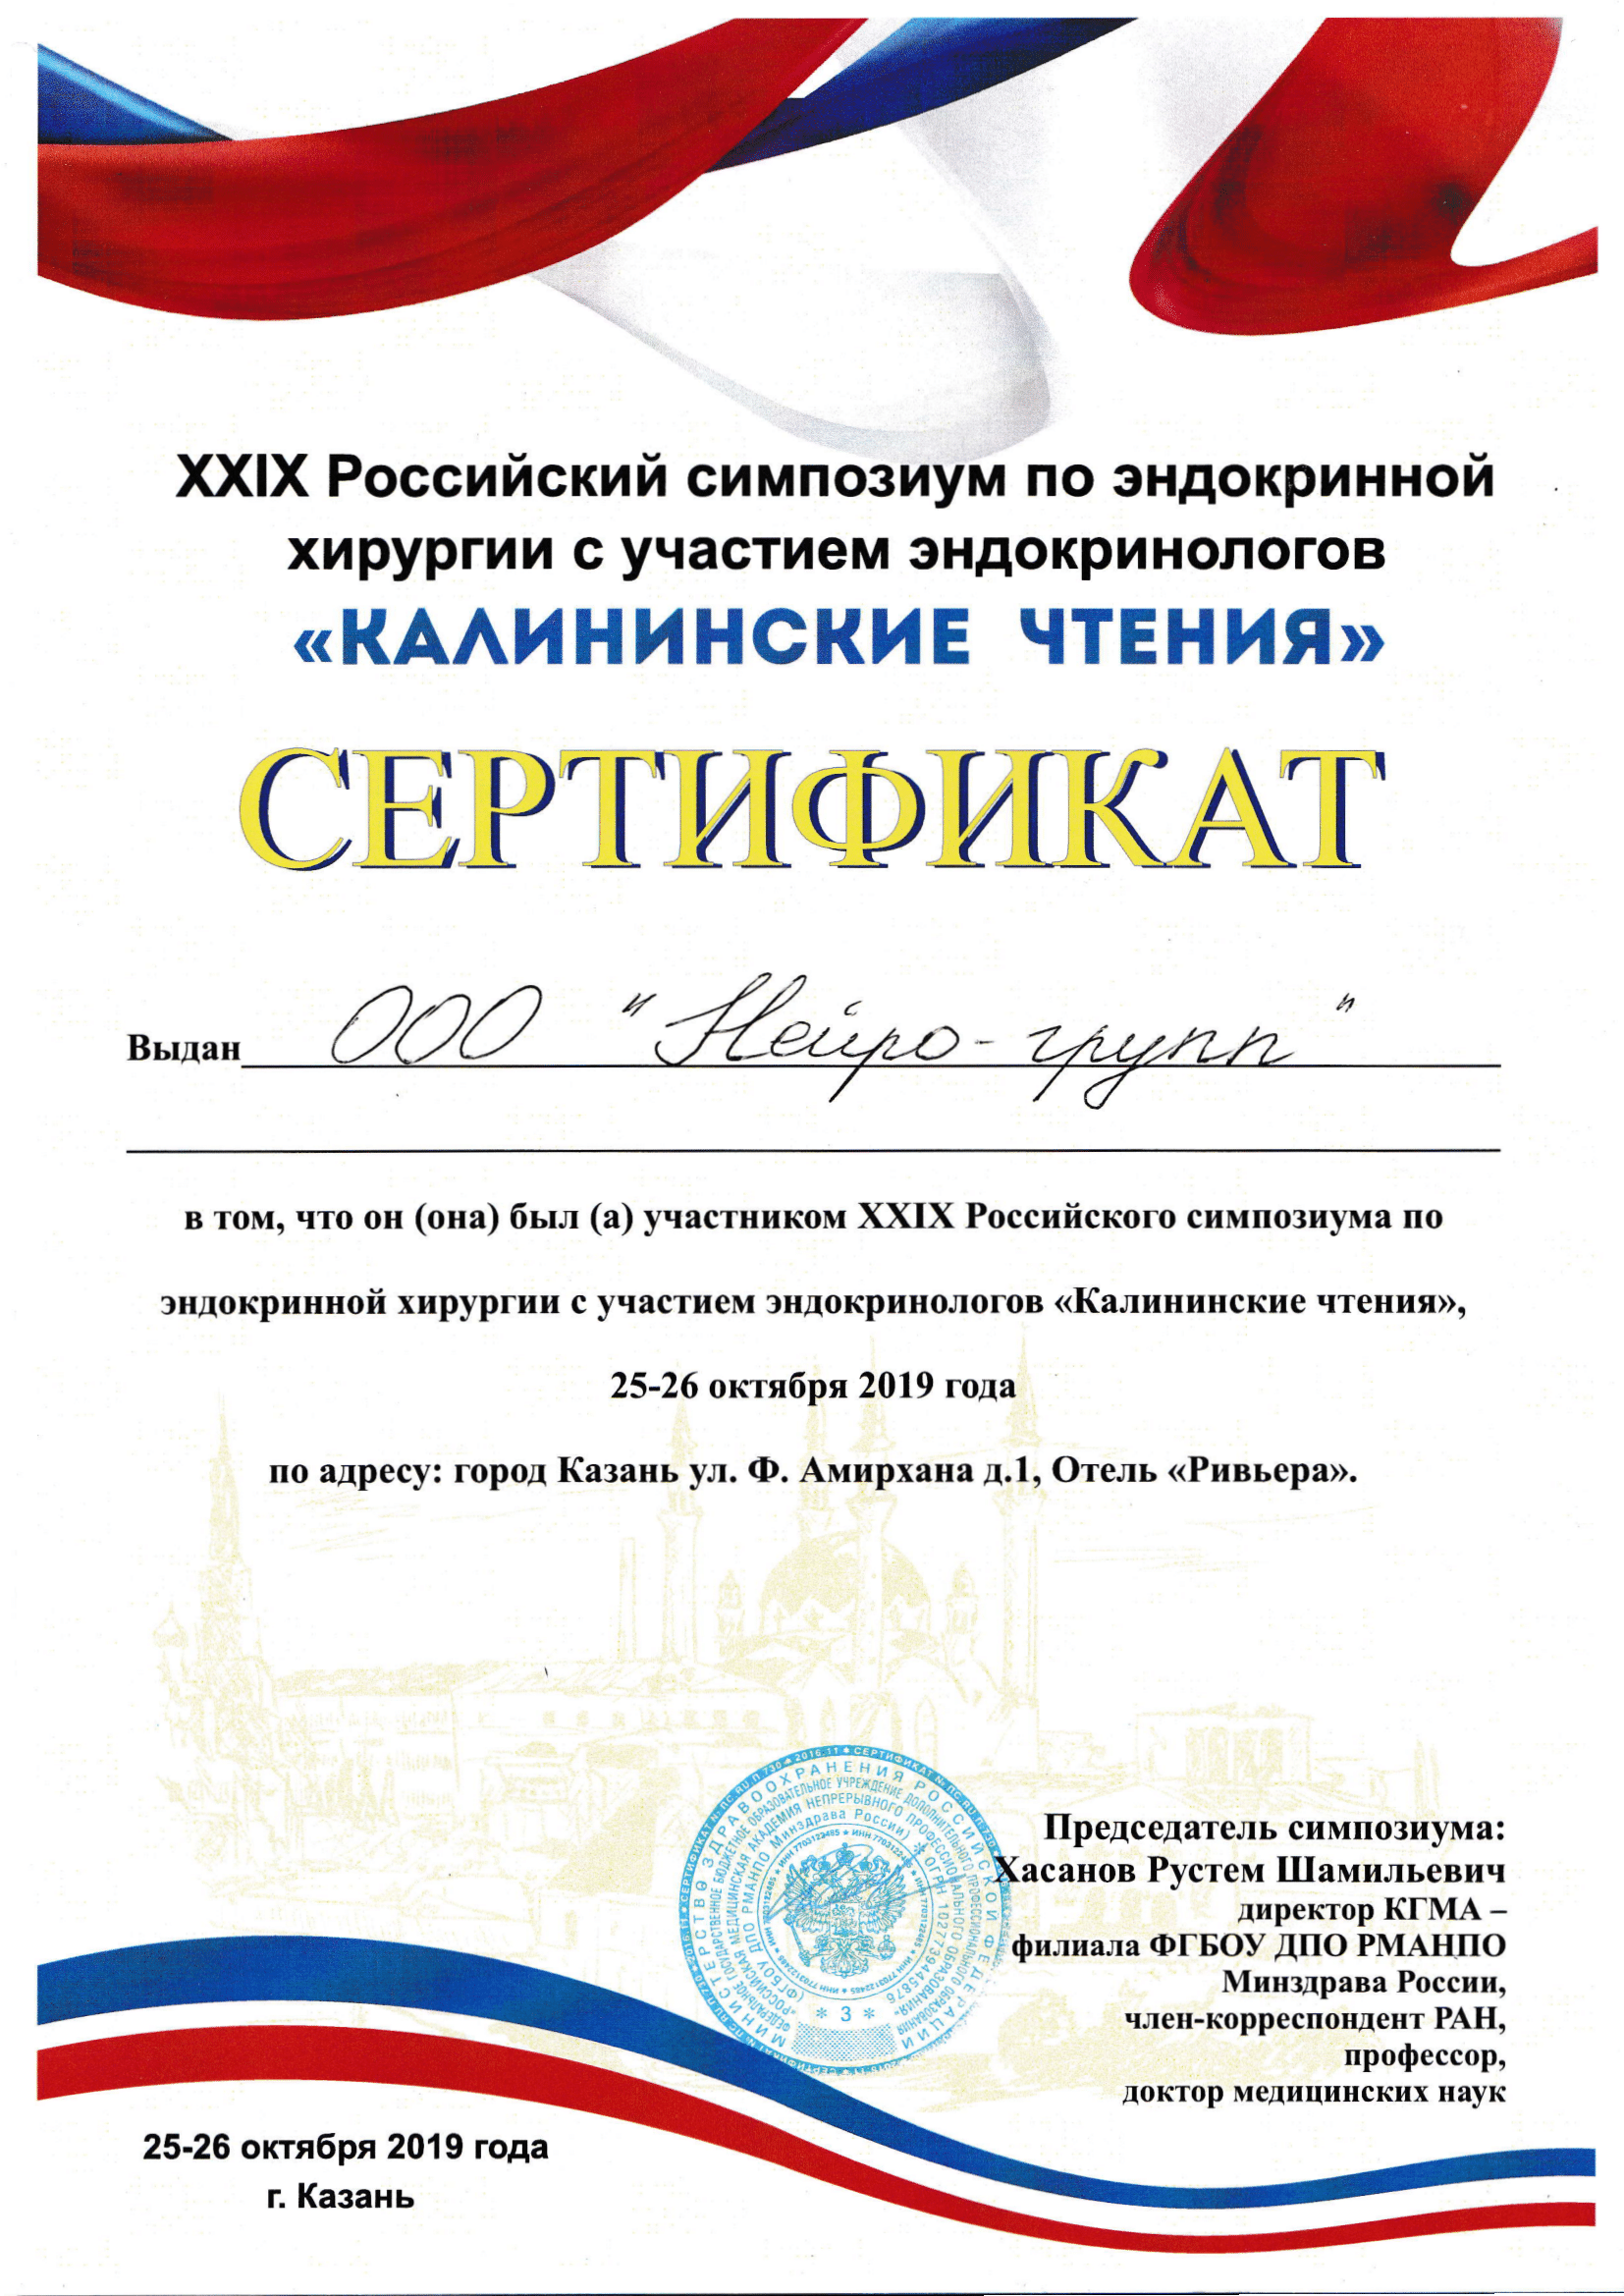 XXIX Российский симпозиум по эндокринной
хирургии с участием эндокринологов
«КАЛИНИНСКИЕ ЧТЕНИЯ»
СЕРТИФИКАТ
Выдан ООО "Нейро-групп"
в том, что он (она) был (а) участником XXIX Российского симпозиума по
эндокринной хирургии с участием эндокринологов «Калининские чтения»,
25-26 октября 2019 года
по адресу: город Казань ул. Ф. Амирхана д.1, Отель «Ривьера».
МИНИСТЕРСТВО ЗДРАВООХРАНЕНИЯ РОССИЙСКОЙ ФЕДЕРАЦИИ
ФЕДЕРАЛЬНОЕ ГОСУДАРСТВЕННОЕ БЮДЖЕТНОЕ ОБРАЗОВАТЕЛЬНОЕ УЧРЕЖДЕНИЕ ДОПОЛНИТЕЛЬНОГО ПРОФЕССИОНАЛЬНОГО ОБРАЗОВАНИЯ
"РОССИЙСКАЯ МЕДИЦИНСКАЯ АКАДЕМИЯ НЕПРЕРЫВНОГО ПРОФЕССИОНАЛЬНОГО ОБРАЗОВАНИЯ"
(ФГБОУ ДПО РМАНПО Минздрава России) * ОГРН 1027739445876
* 3 *
Председатель симпозиума:
Хасанов Рустем Шамильевич
директор КГМА –
филиала ФГБОУ ДПО РМАНПО
Минздрава России,
член-корреспондент РАН,
профессор,
доктор медицинских наук
25-26 октября 2019 года
г. Казань